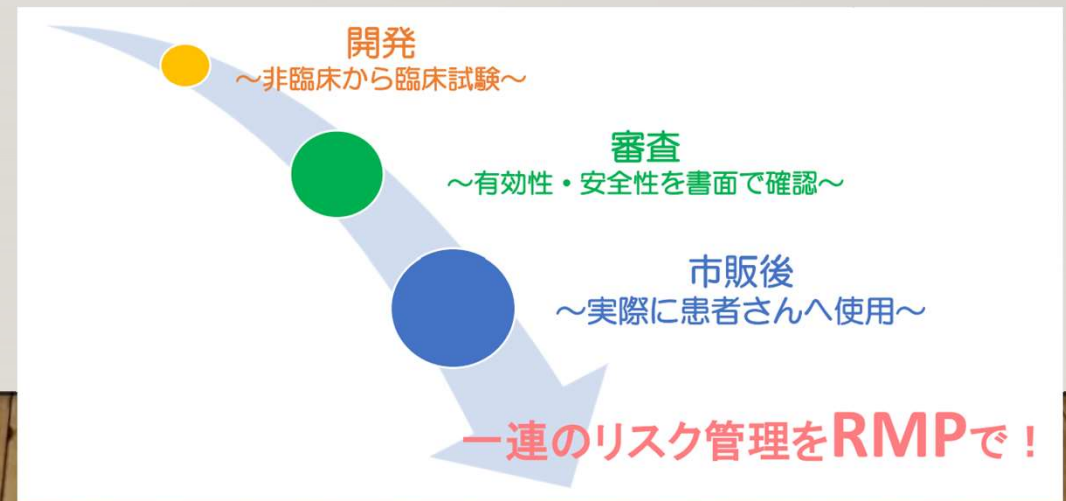 開発
～非臨床から臨床試験～
審査
～有効性・安全性を書面で確認～
市販後
～実際に患者さんへ使用～
一連のリスク管理をRMPで！